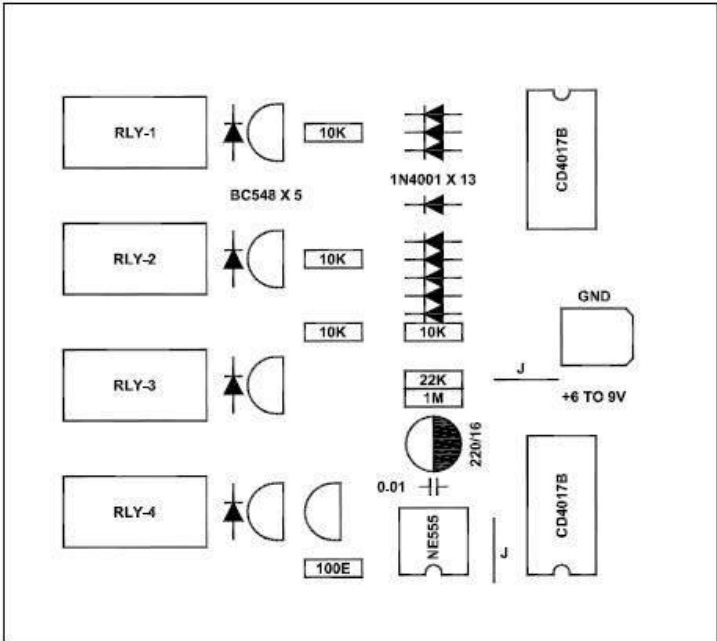 RLY-1
10K
1N4001 X 13
CD4017B
BC548 X 5
RLY-2
10K
10K
10K
GND
RLY-3
22K
1M
J
+6 TO 9V
220/16
0.01
RLY-4
NE555
J
CD4017B
100E